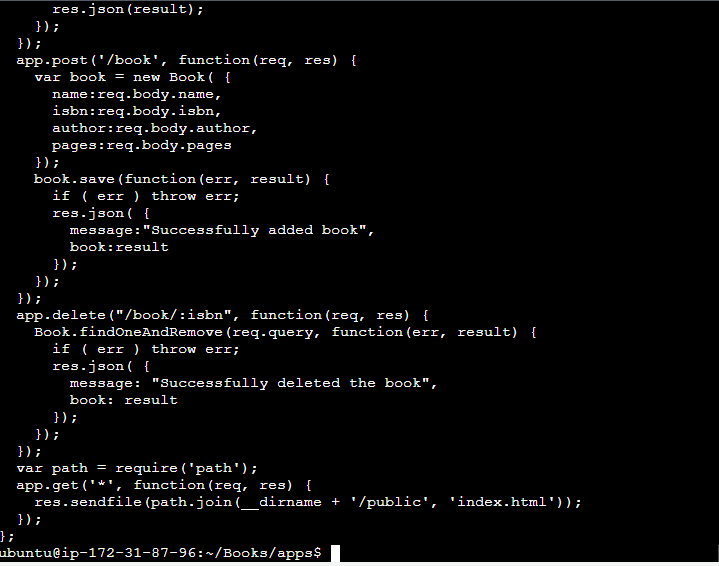 res.json(result);
    });
  });
  app.post('/book', function(req, res) {
    var book = new Book( {
      name:req.body.name,
      isbn:req.body.isbn,
      author:req.body.author,
      pages:req.body.pages
    });
    book.save(function(err, result) {
      if ( err ) throw err;
      res.json( {
        message:"Successfully added book",
        book:result
      });
    });
  });
  app.delete("/book/:isbn", function(req, res) {
    Book.findOneAndRemove(req.query, function(err, result) {
      if ( err ) throw err;
      res.json( {
        message: "Successfully deleted the book",
        book: result
      });
    });
  });
  var path = require('path');
  app.get('*', function(req, res) {
    res.sendfile(path.join(__dirname + '/public', 'index.html'));
  });
};
ubuntu@ip-172-31-87-96:~/Books/apps$